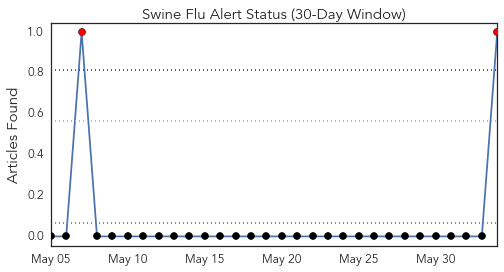 Swine Flu Alert Status (30-Day Window)
1.0
0.8
0.6
0.4
0.2
0.0
Articles Found
May 05
May 10
May 15
May 20
May 25
May 30